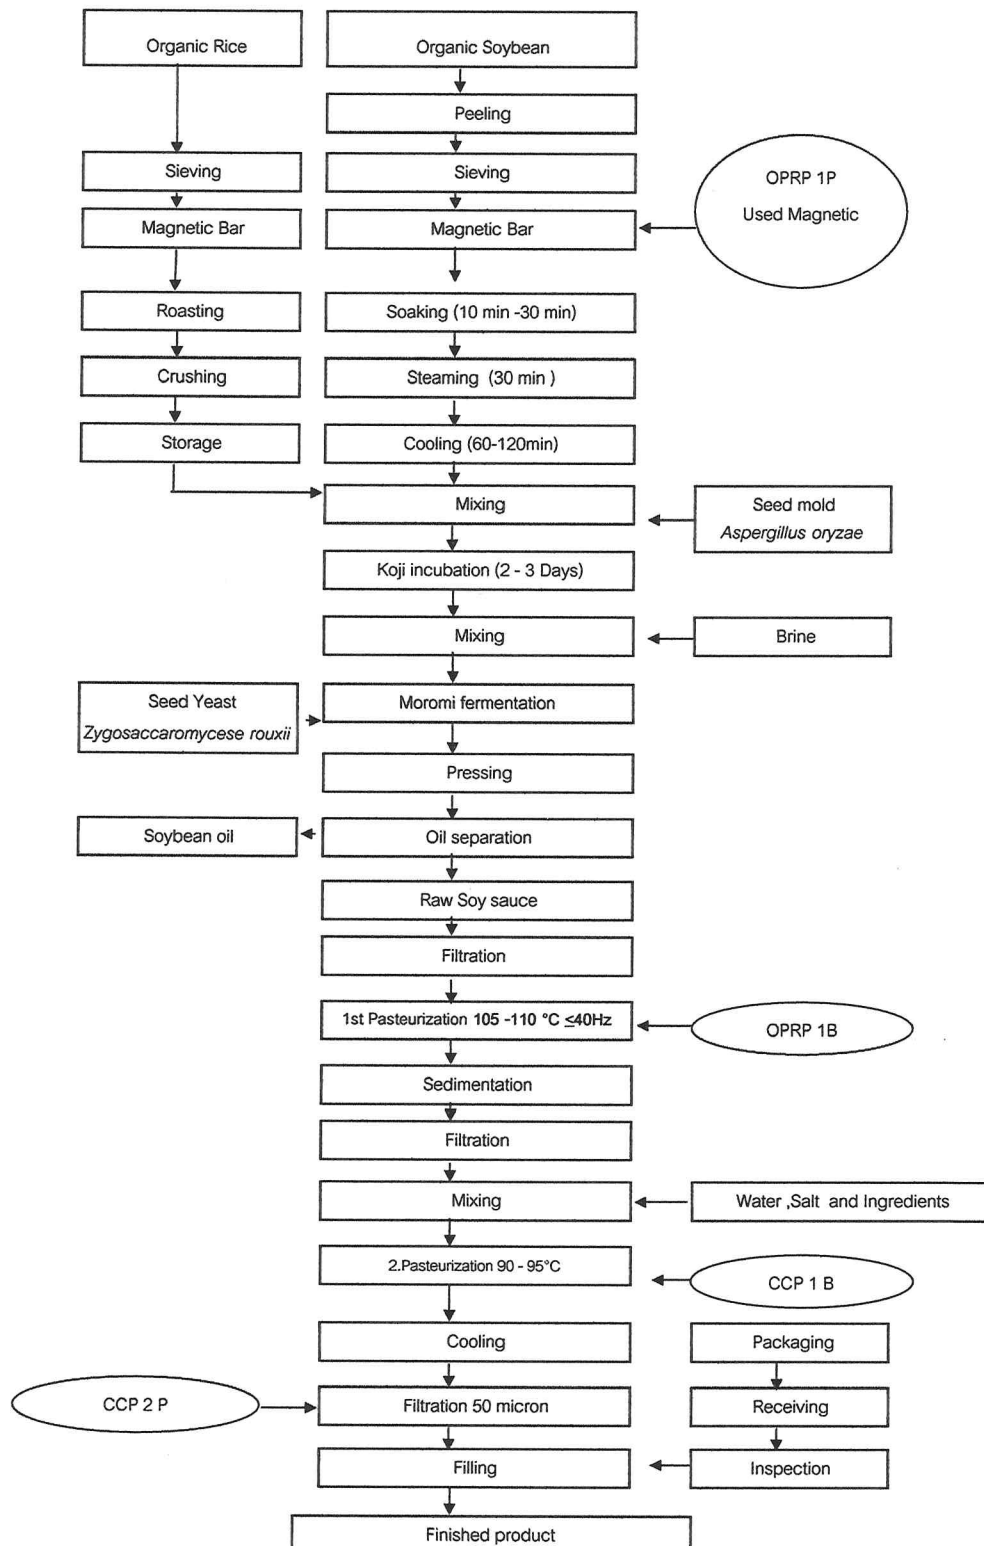 Organic Rice
Organic Soybean
Peeling
Sieving
Sieving
OPRP 1P
Used Magnetic
Magnetic Bar
Magnetic Bar
Roasting
Soaking (10 min -30 min)
Crushing
Steaming (30 min )
Storage
Cooling (60-120min)
Mixing
Seed mold
Aspergillus oryzae
Koji incubation (2 - 3 Days)
Mixing
Brine
Seed Yeast
Zygosaccaromycese rouxii
Moromi fermentation
Pressing
Soybean oil
Oil separation
Raw Soy sauce
Filtration
1st Pasteurization 105 -110 °C ≤40Hz
OPRP 1B
Sedimentation
Filtration
Mixing
Water ,Salt and Ingredients
2.Pasteurization 90 - 95°C
CCP 1 B
Cooling
Packaging
CCP 2 P
Filtration 50 micron
Receiving
Filling
Inspection
Finished product